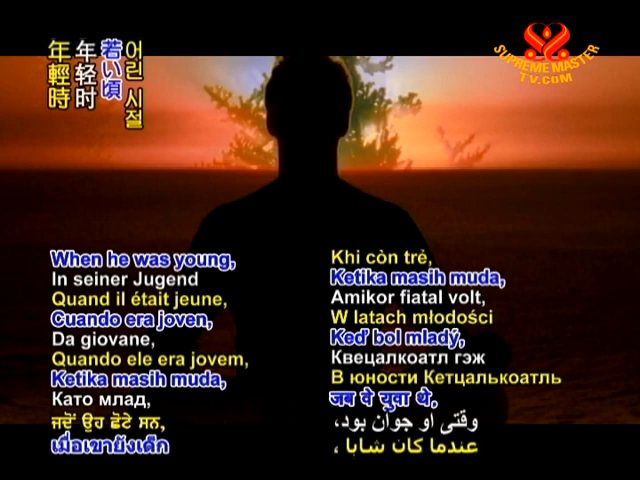 어린 시절
若い頃
年轻时
年輕時
SUPREME MASTER
TV.COM
When he was young,
In seiner Jugend
Quand il était jeune,
Cuando era joven,
Da giovane,
Quando ele era jovem,
Ketika masih muda,
Като млад,
ਜਦੋਂ ਉਹ ਛੋਟੇ ਸਨ,
เมื่อเขายังเด็ก
Khi còn trẻ,
Ketika masih muda,
Amikor fiatal volt,
W latach młodości
Keď bol mladý,
Квецалкоатл гэж
В юности Кетцалькоатль
जब वे युवा थे,
وقتی او جوان بود،
عندما كان شابا ،